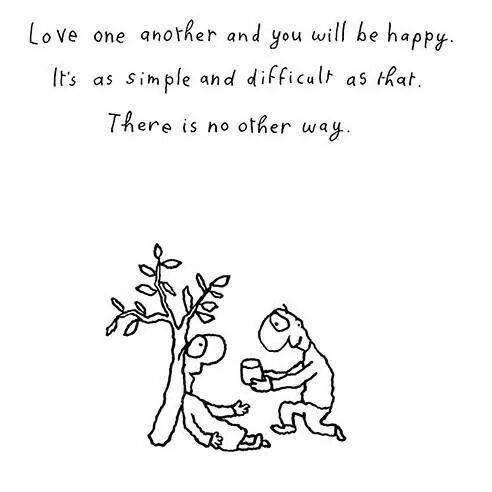 Love one another and you will be happy.
It's as simple and difficult as that.
There is no other way.